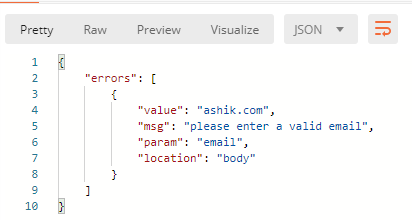 Pretty Raw Preview Visualize JSON
1 {
2 "errors": [
3 {
4 "value": "ashik.com",
5 "msg": "please enter a valid email",
6 "param": "email",
7 "location": "body"
8 }
9 ]
10 }